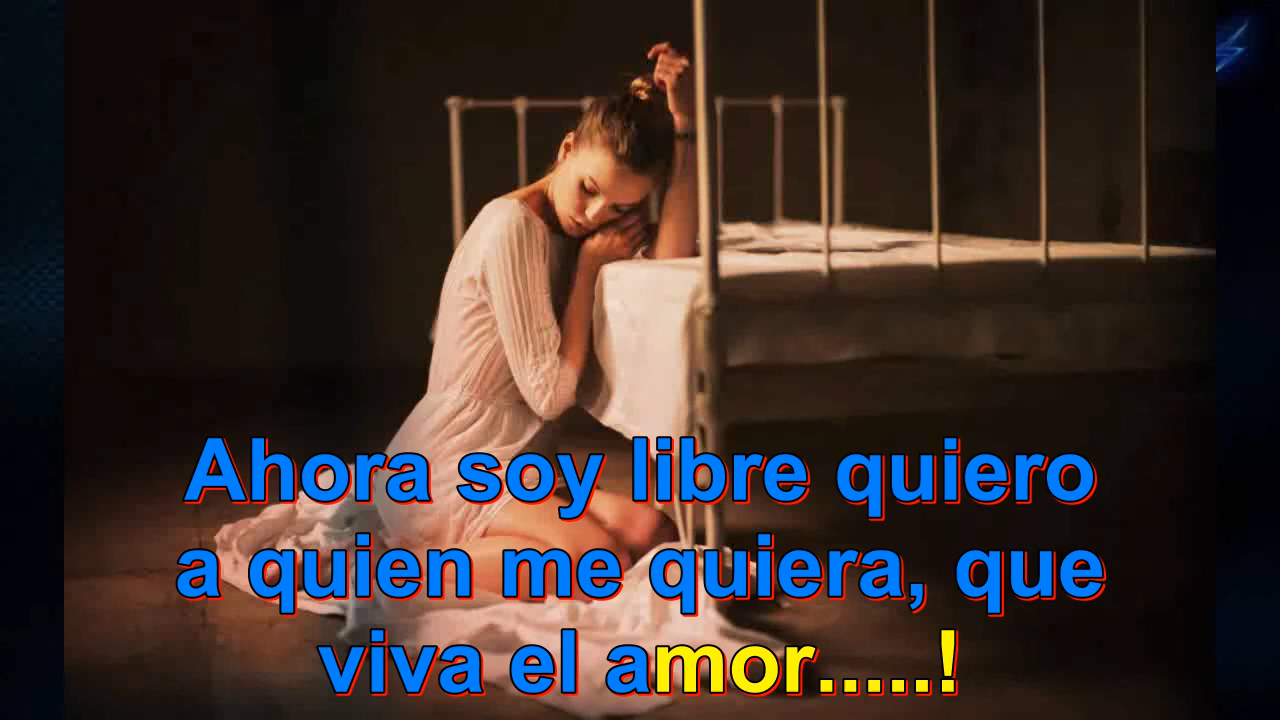 Ahora soy libre quiero
a quien me quiera, que
viva el amor.....!